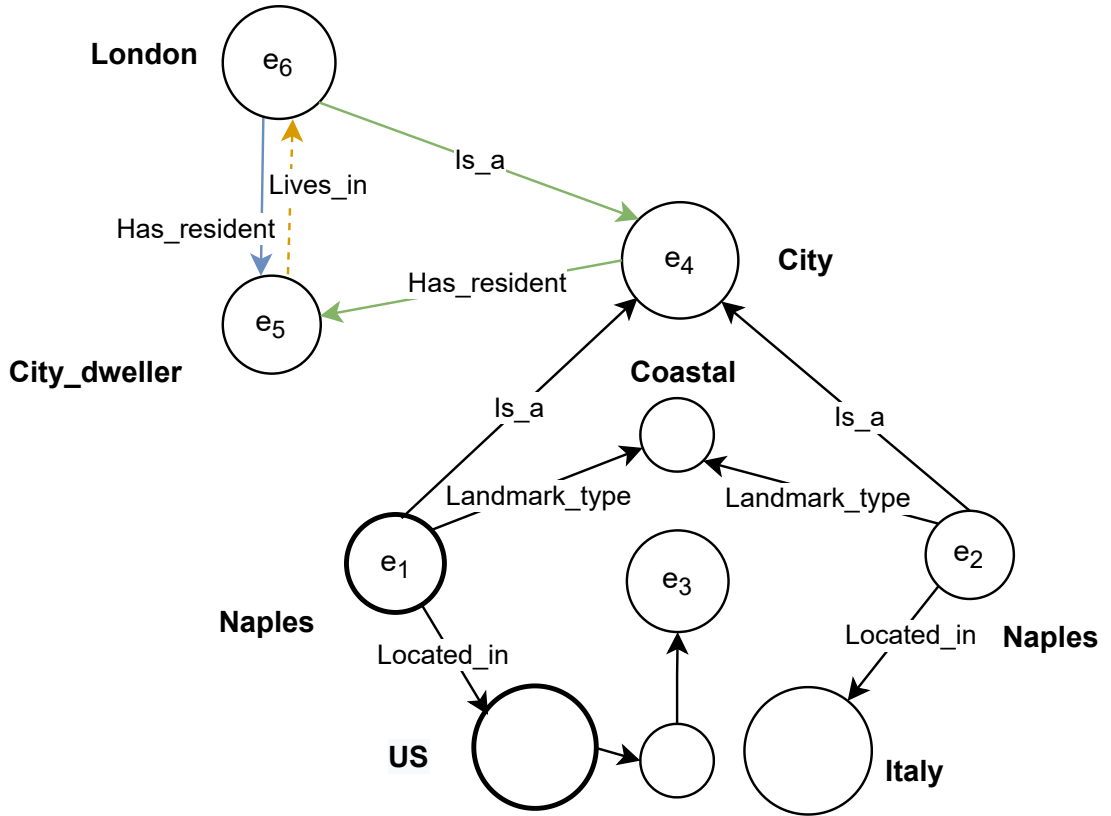 London
e6
Is_a
Lives_in
Has_resident
e4
City
Has_resident
e5
City_dweller
Coastal
Is_a
Is_a
Landmark_type
Landmark_type
e1
e2
e3
Naples
Located_in
Naples
Located_in
US
Italy